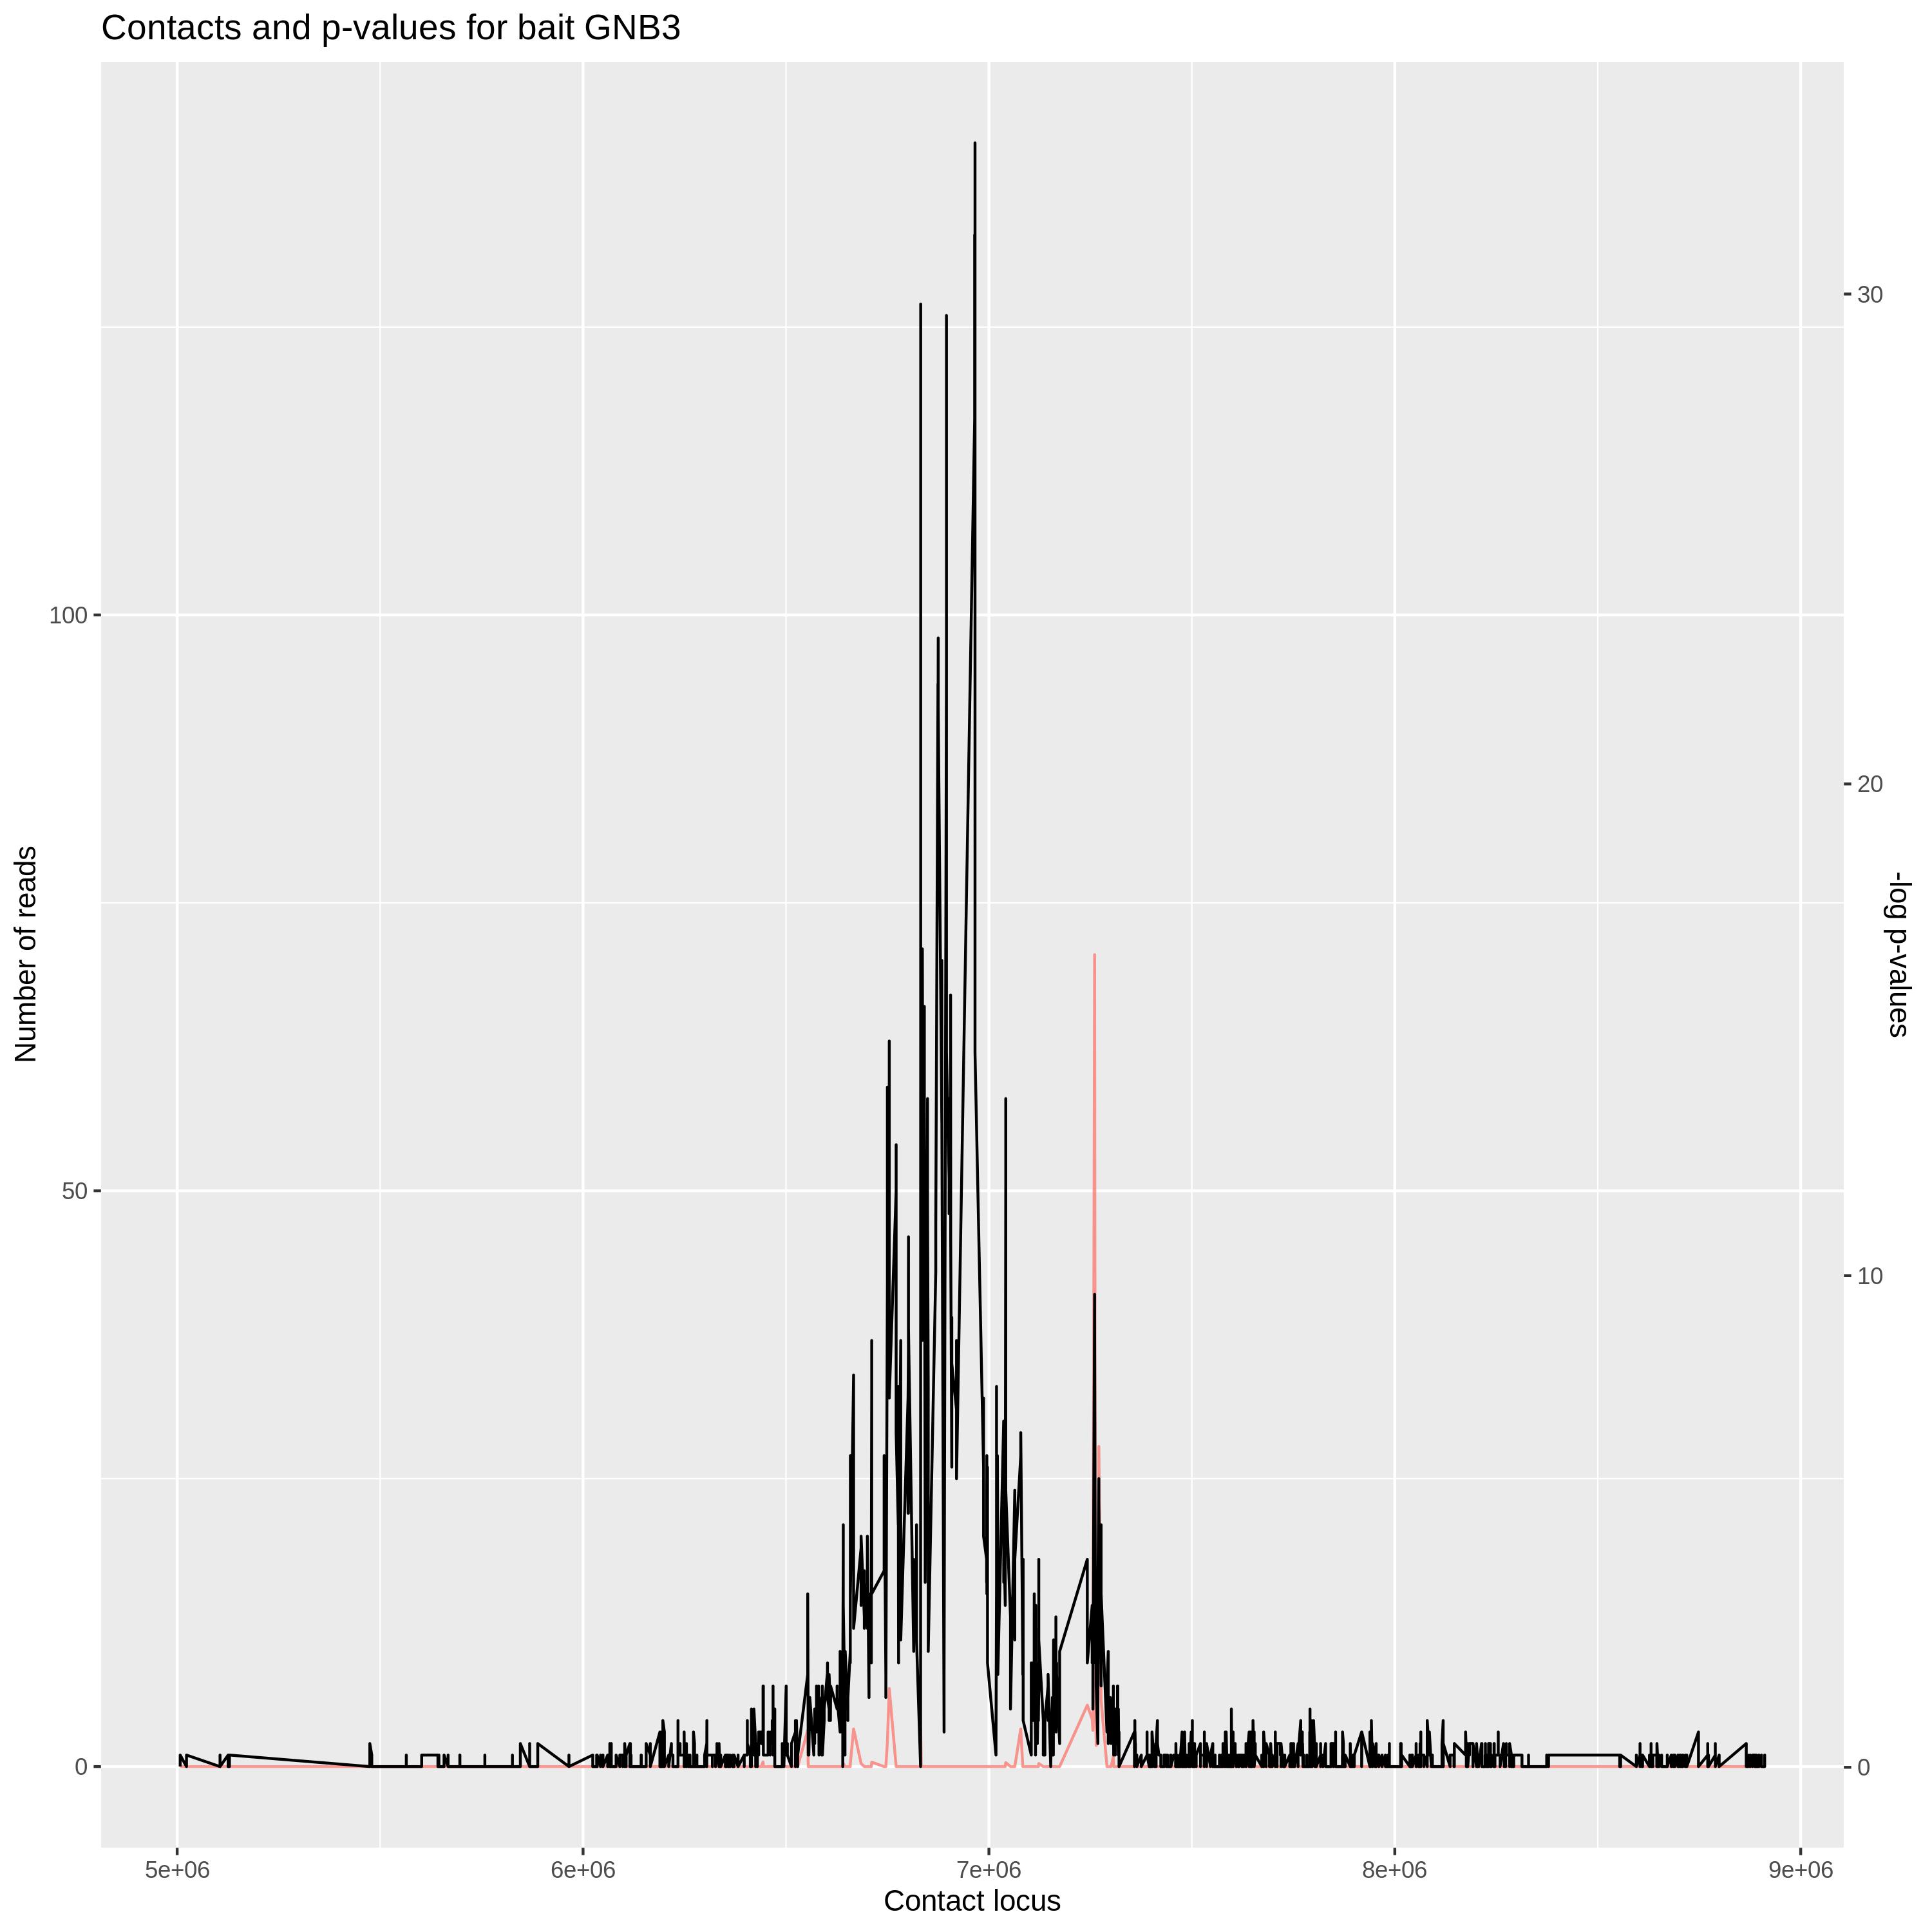 Contacts and p-values for bait GNB3
Number of reads
100
50
0
30
20
10
0
-log p-values
5e+06
6e+06
7e+06
8e+06
9e+06
Contact locus